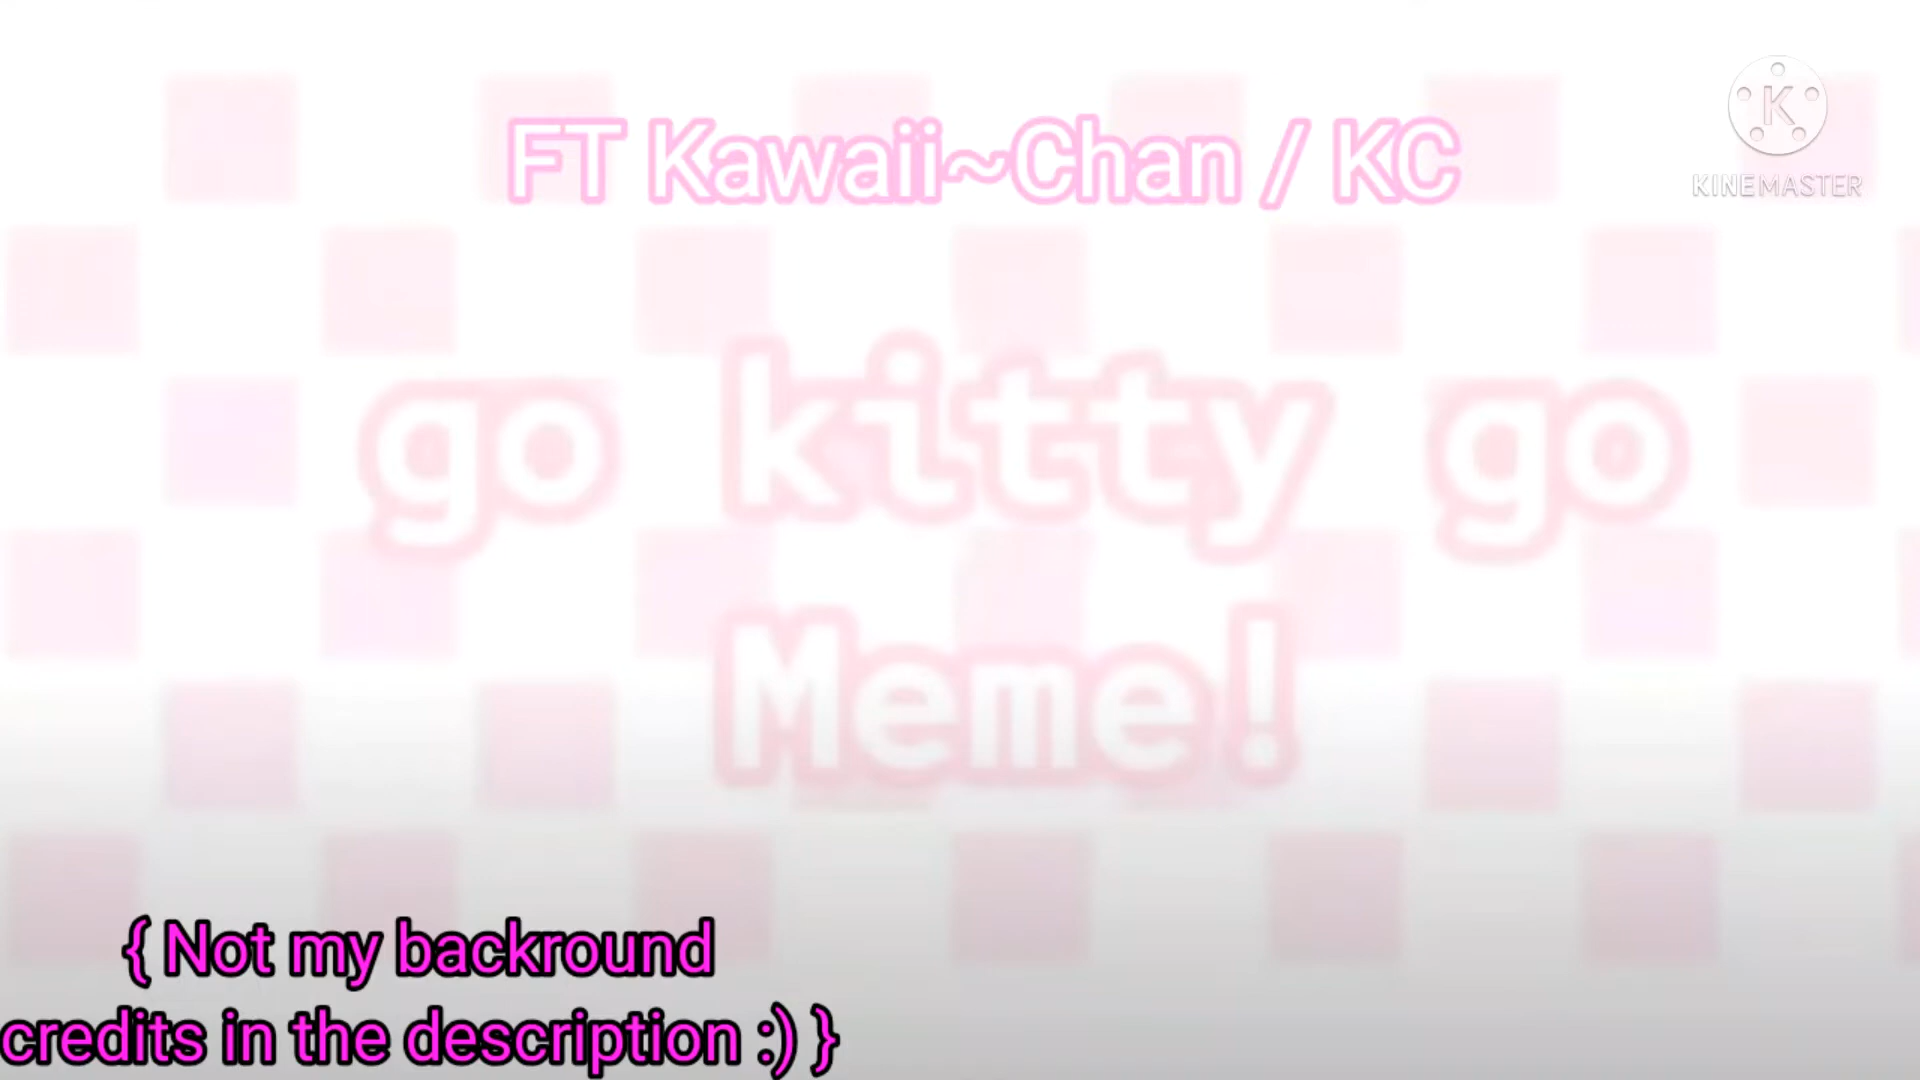 FT Kawaii~Chan / KC
K
KINEMASTER
go kitty go
Meme!
{ Not my backround
credits in the description :) }